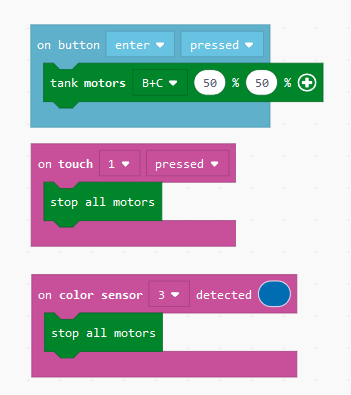 on button enter pressed
tank motors B+C 50 % 50 %
on touch 1 pressed
stop all motors
on color sensor 3 detected
stop all motors